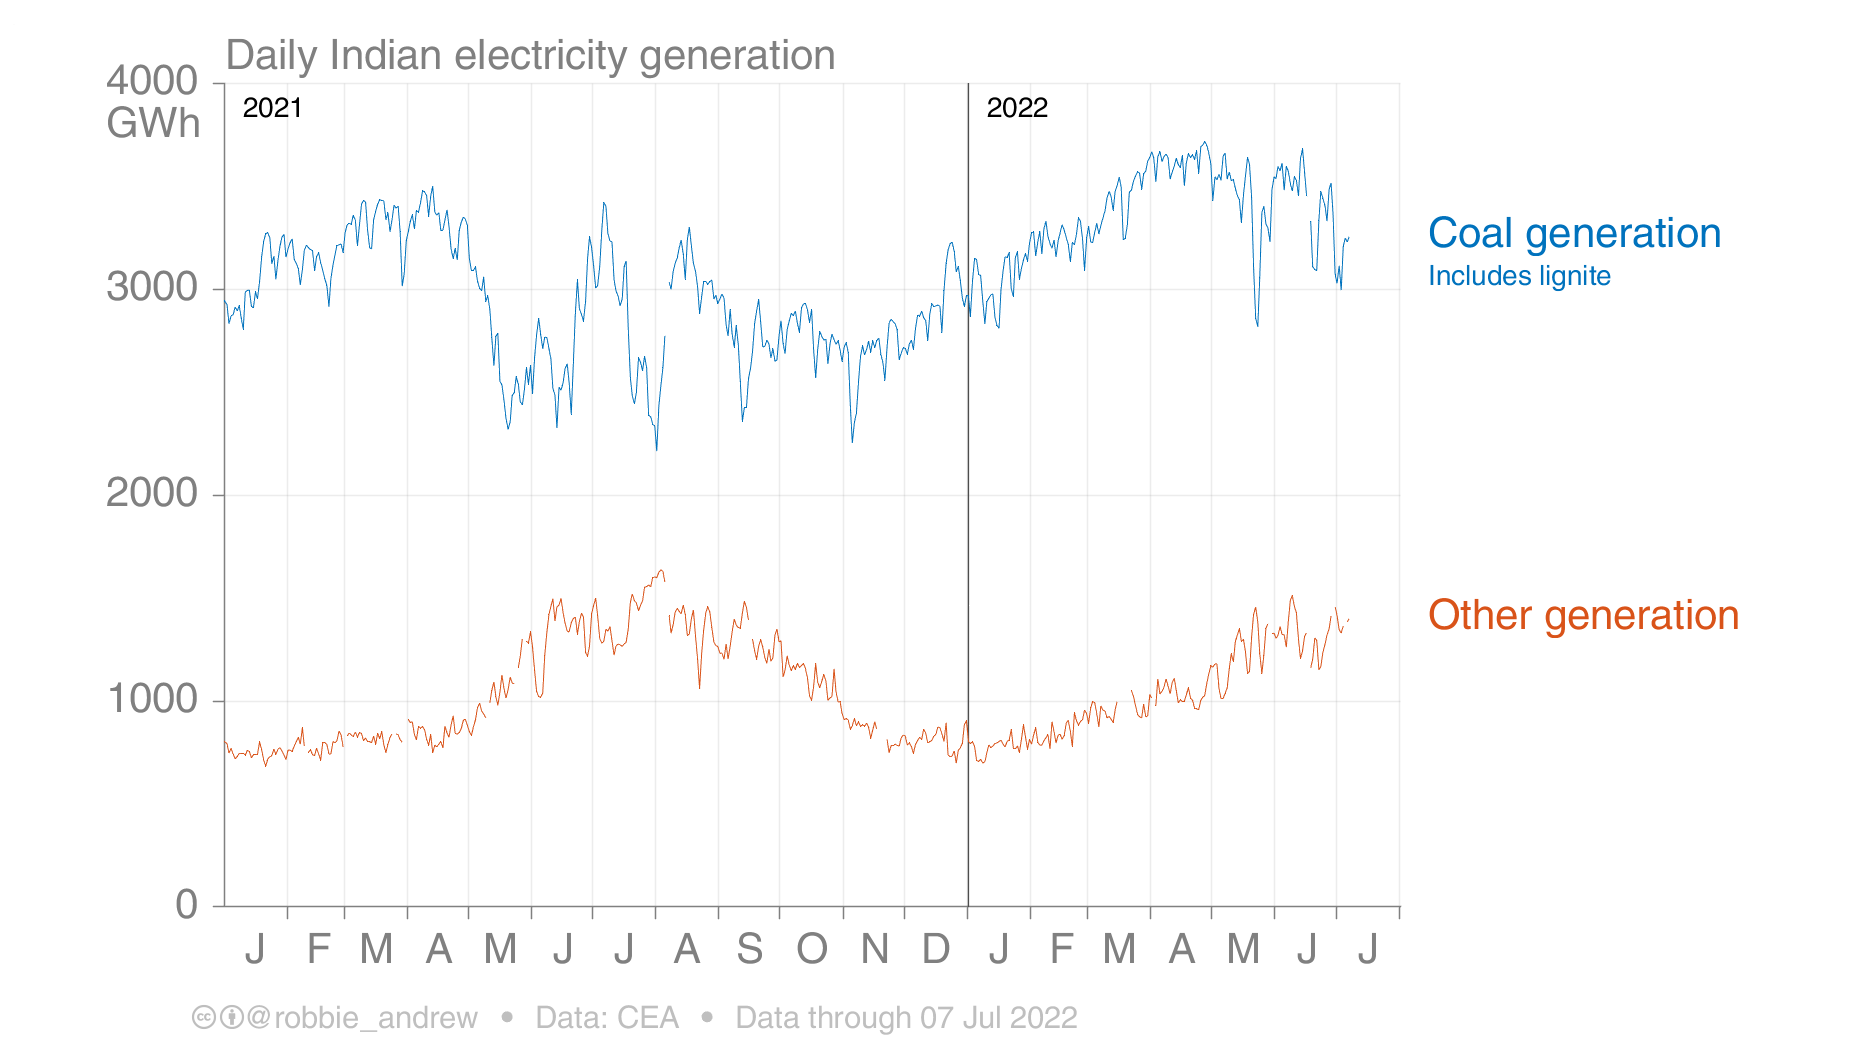 Daily Indian electricity generation
4000
GWh
2021
2022
3000
2000
1000
0
Coal generation
Includes lignite
Other generation
J F M A M J J A S O N D J F M A M J J
@robbie_andrew • Data: CEA • Data through 07 Jul 2022